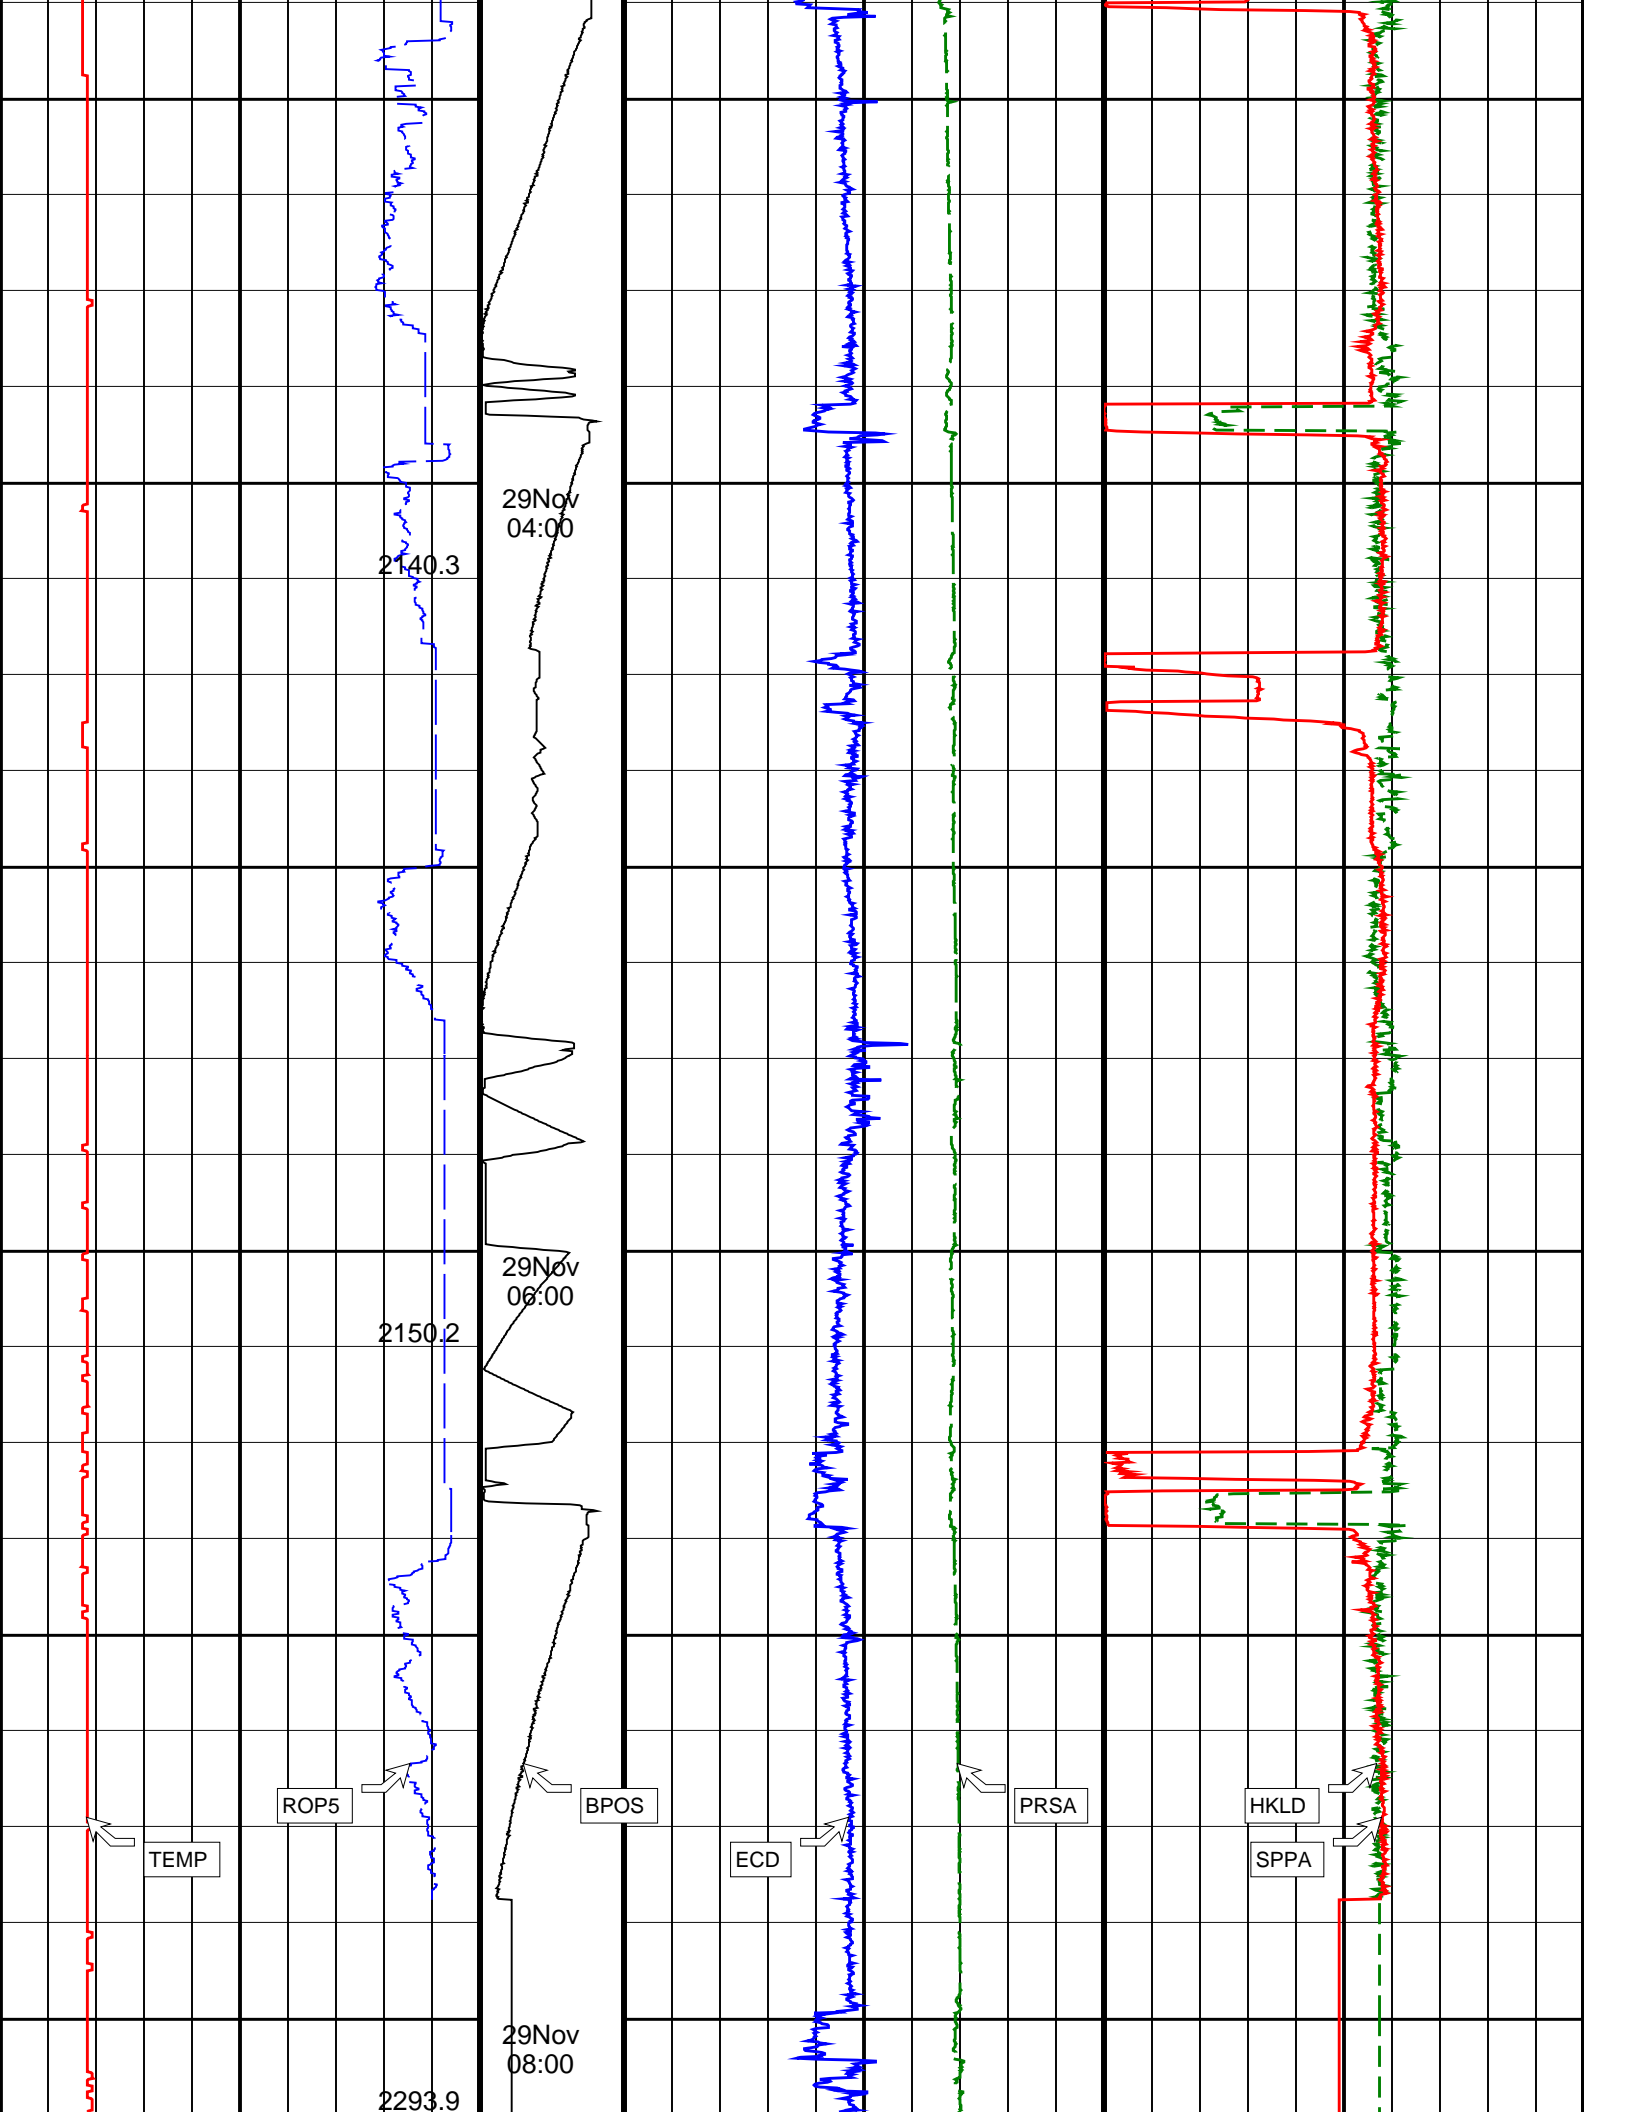 29Nov
04:00
2140.3
29Nov
06:00
2150.2
ROP5
BPOS
PRSA
HKLD
TEMP
ECD
SPPA
29Nov
08:00
2293.9